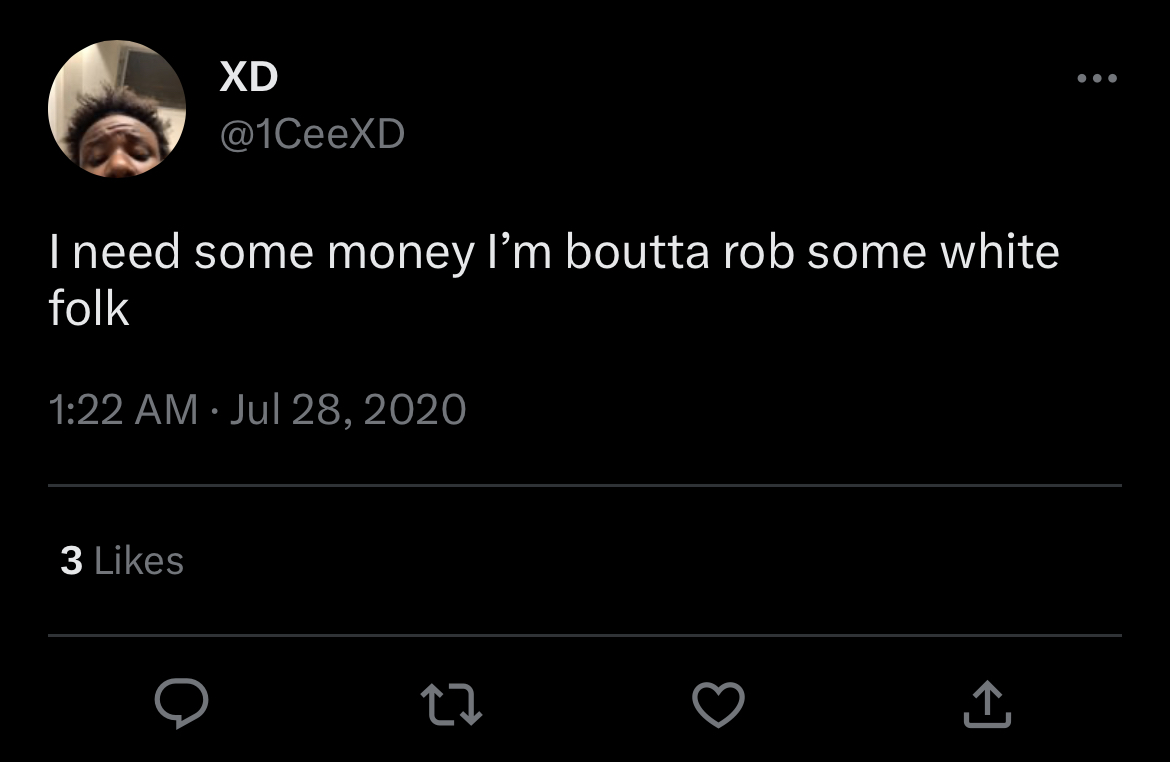 XD
@1CeeXD
I need some money I’m boutta rob some white
folk
1:22 AM · Jul 28, 2020
3 Likes